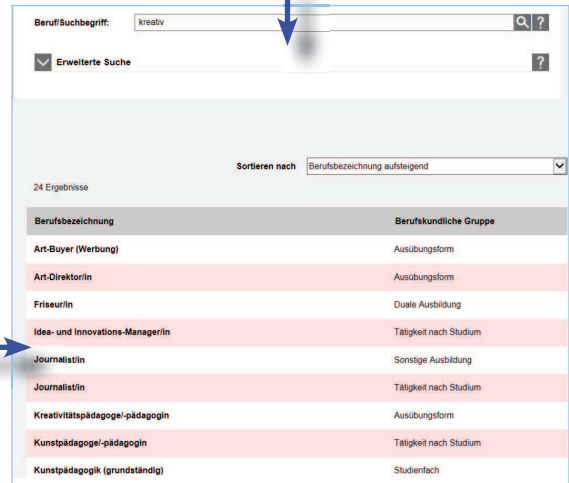 Beruf/Suchbegriff: kreativ ?
Erweiterte Suche ?
Sortieren nach Berufsbezeichnung aufsteigend
24 Ergebnisse
Berufsbezeichnung Berufskundliche Gruppe
Art-Buyer (Werbung) Ausübungsform
Art-Direktor/in Ausübungsform
Friseur/in Duale Ausbildung
Idea- und Innovations-Manager/in Tätigkeit nach Studium
Journalist/in Sonstige Ausbildung
Journalist/in Tätigkeit nach Studium
Kreativitätspädagoge/-pädagogin Ausübungsform
Kunstpädagoge/-pädagogin Tätigkeit nach Studium
Kunstpädagogik (grundständig) Studienfach